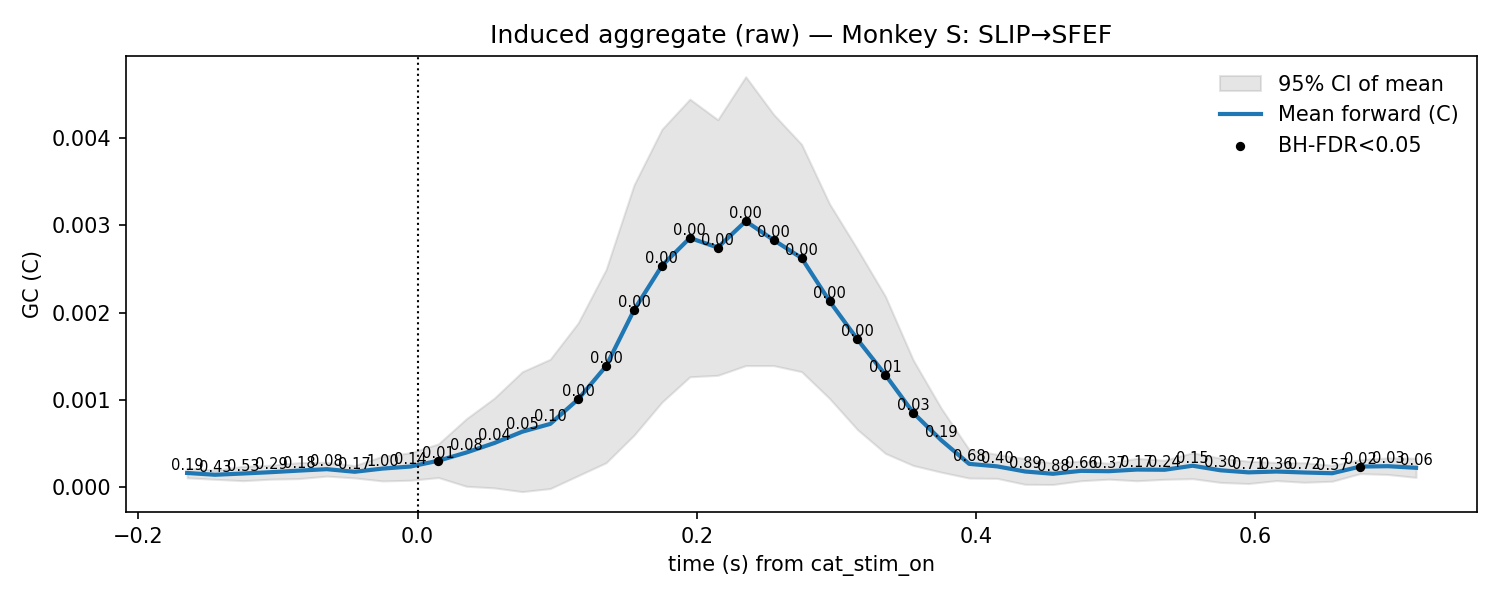 Induced aggregate (raw) — Monkey S: SLIP→SFEF
95% CI of mean
Mean forward (C)
BH-FDR<0.05
GC (C)
0.004
0.003
0.002
0.001
0.000
0.19 0.43 0.53 0.29 0.18 0.08 0.17 1.00 0.14 0.01 0.08 0.04 0.05 0.10 0.00 0.00 0.00 0.00 0.00 0.00 0.00 0.00 0.00 0.00 0.00 0.01 0.03 0.19 0.68 0.40 0.89 0.88 0.66 0.37 0.17 0.24 0.15 0.30 0.71 0.36 0.72 0.57 0.02 0.03 0.06
−0.2 0.0 0.2 0.4 0.6
time (s) from cat_stim_on